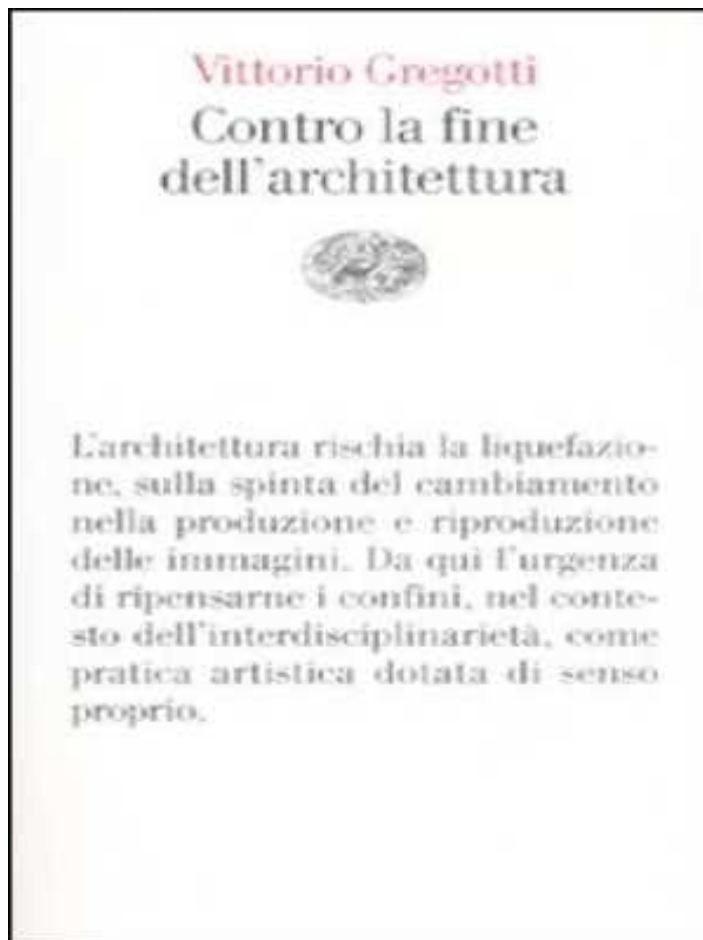 Vittorio Gregotti
Contro la fine
dell'architettura
L'architettura rischia la liquefazio-
ne, sulla spinta del cambiamento
nella produzione e riproduzione
delle immagini. Da qui l'urgenza
di ripensarne i confini, nel conte-
sto dell'interdisciplinarietà, come
pratica artistica dotata di senso
proprio.